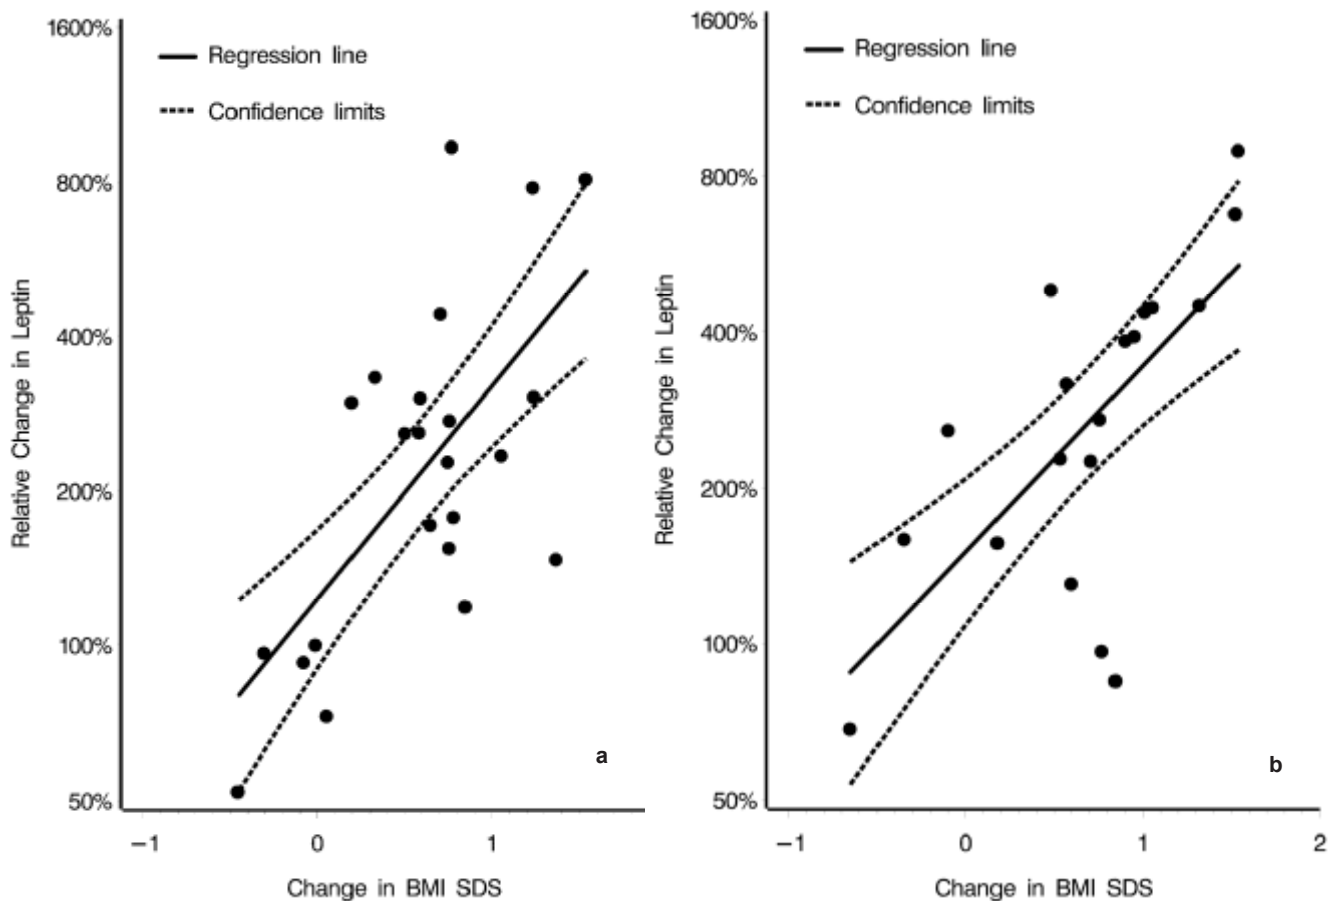 1600%
Regression line
Confidence limits
800%
400%
200%
100%
50%
Relative Change in Leptin
a
−1 0 1
Change in BMI SDS
1600%
Regression line
Confidence limits
800%
400%
200%
100%
50%
Relative Change in Leptin
b
−1 0 1 2
Change in BMI SDS